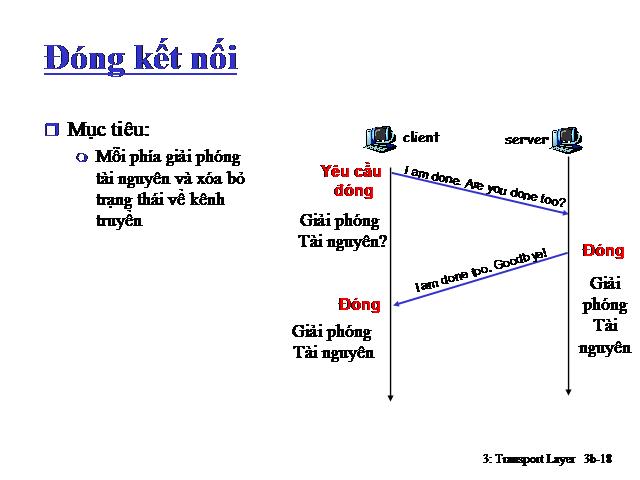 Đóng kết nối
Mục tiêu:
Mỗi phía giải phóng
tài nguyên và xóa bỏ
trạng thái về kênh
truyền
client
server
Yêu cầu
đóng
I am done. Are you done too?
Giải phóng
Tài nguyên?
I am done too. Goodbye!
Đóng
Giải
phóng
Tài
nguyên
Đóng
Giải phóng
Tài nguyên
3: Transport Layer 3b-18